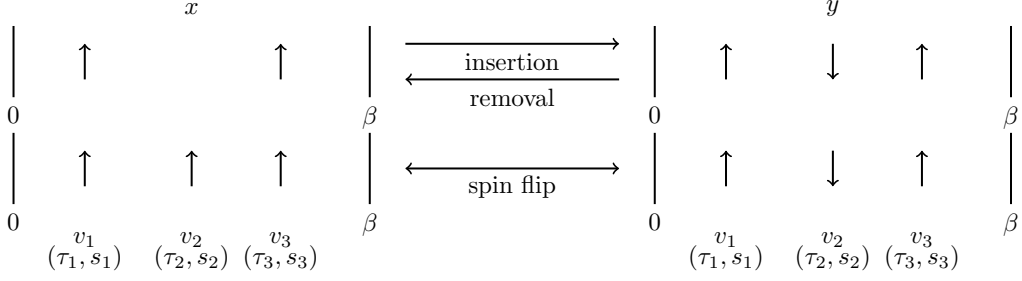 x y
insertion
removal
0 β 0 β
spin flip
0 β 0 β
v₁ v₂ v₃ v₁ v₂ v₃
(τ₁, s₁) (τ₂, s₂) (τ₃, s₃) (τ₁, s₁) (τ₂, s₂) (τ₃, s₃)